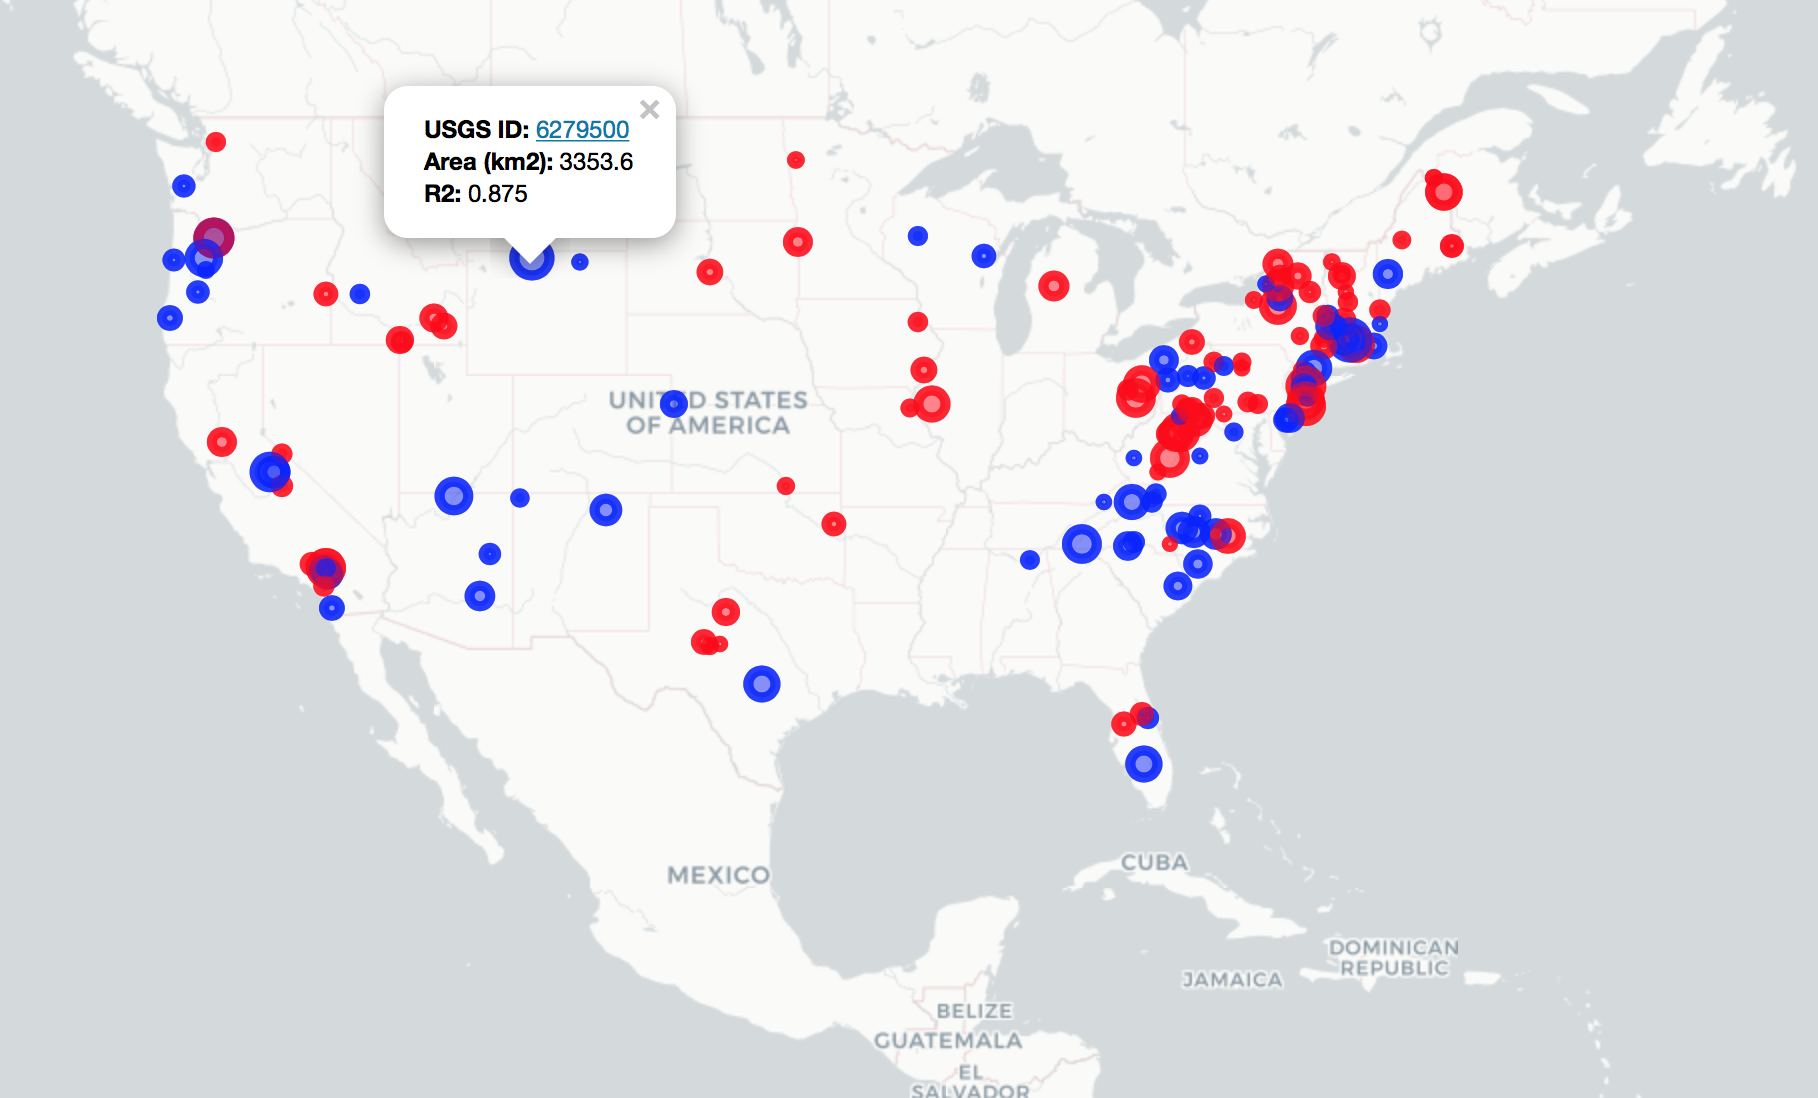 ×
USGS ID: 6279500
Area (km2): 3353.6
R2: 0.875
UNITED STATES
OF AMERICA
MEXICO
CUBA
DOMINICAN
REPUBLIC
JAMAICA
BELIZE
GUATEMALA
EL
SALVADOR